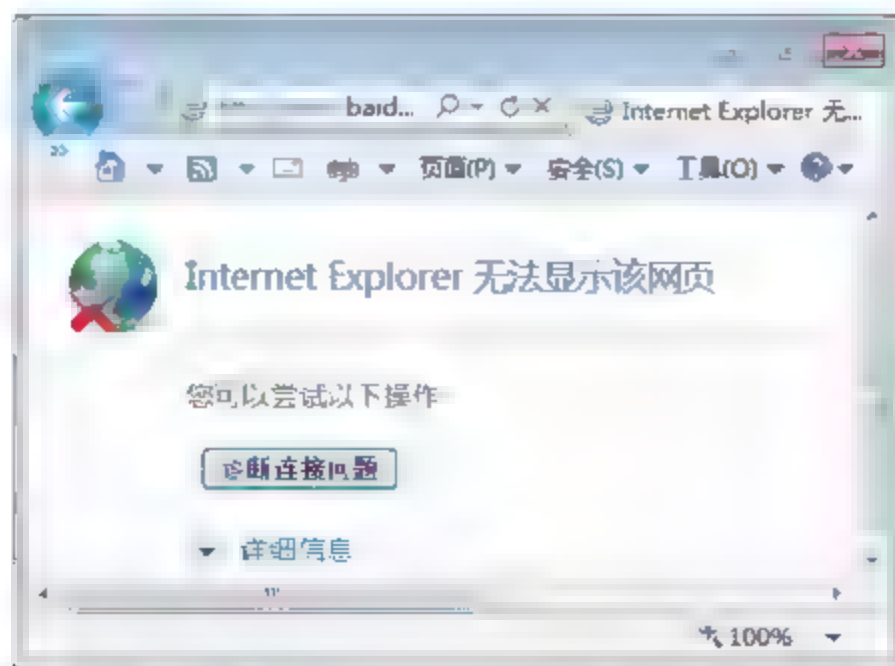 baid... Internet Explorer 无...
页面(P) 安全(S) 工具(O)
Internet Explorer 无法显示该网页
您可以尝试以下操作
诊断连接问题
详细信息
100%